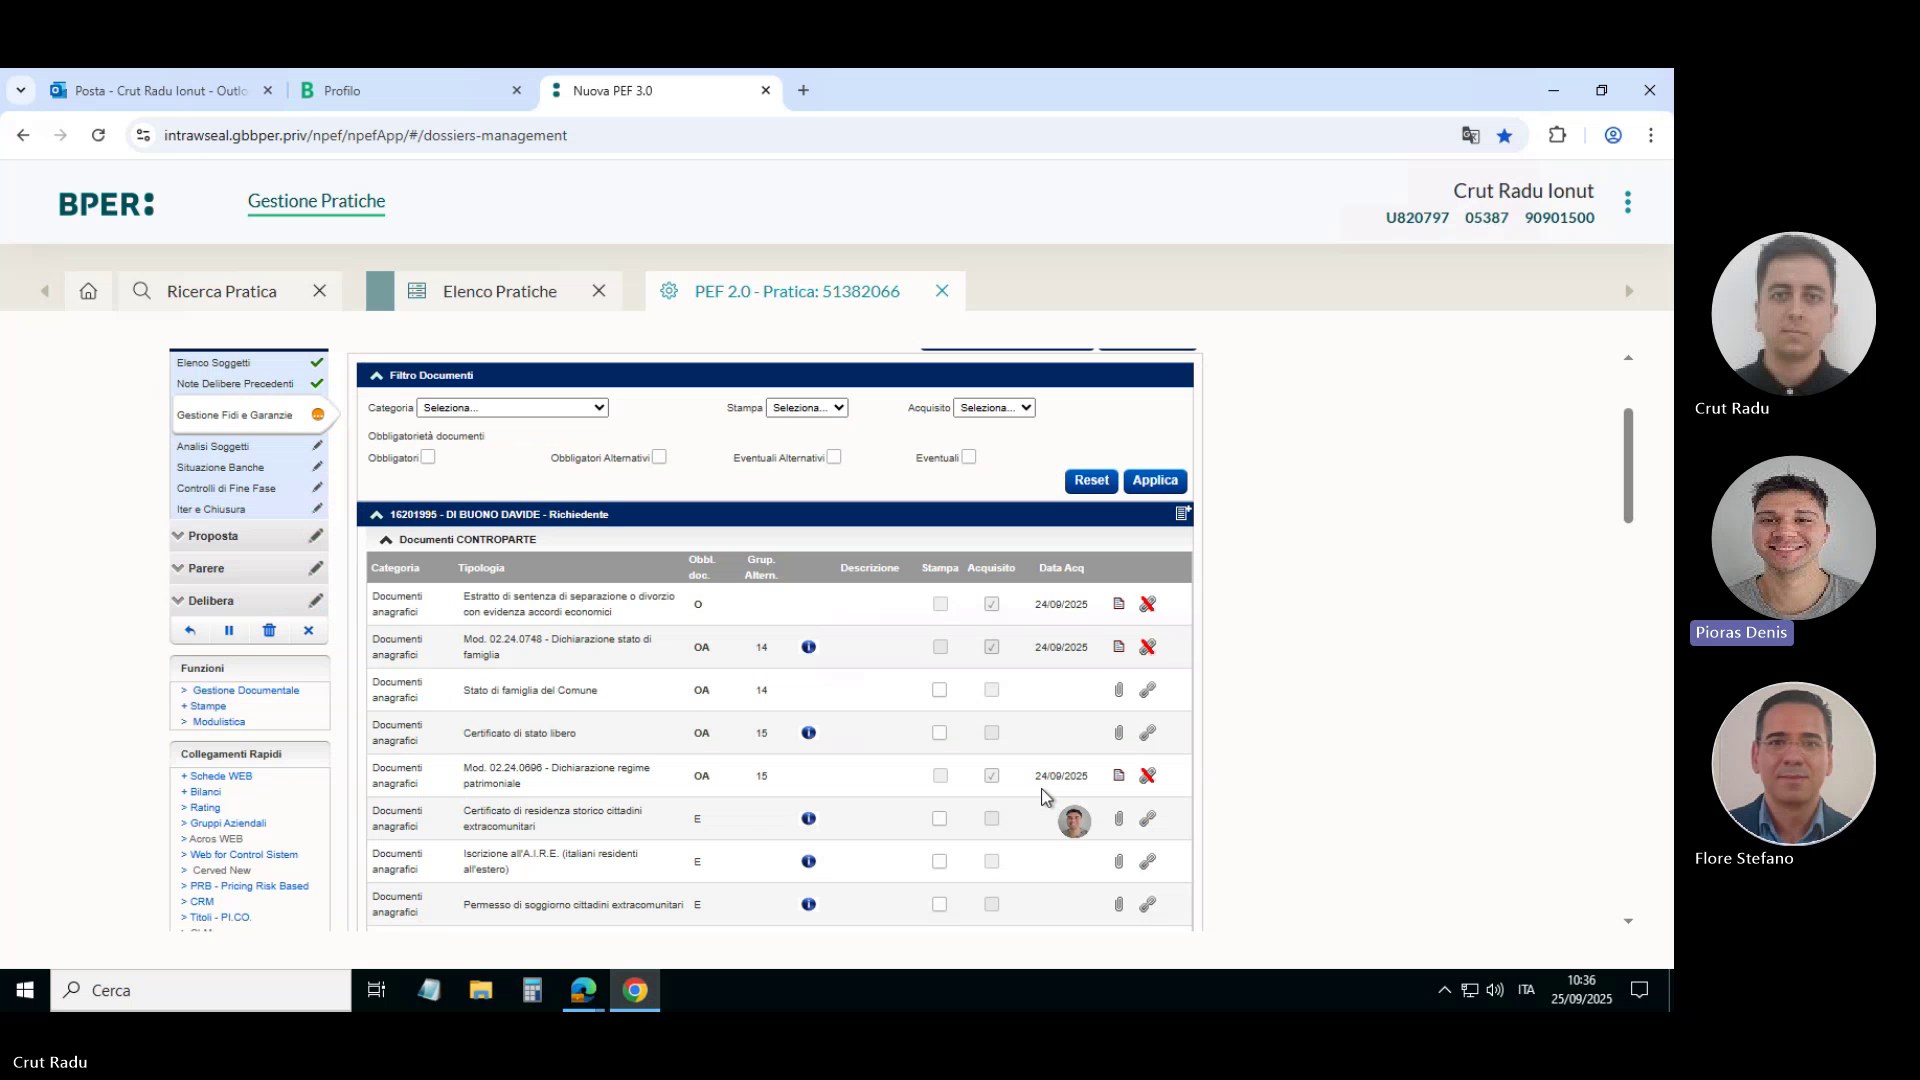 Posta - Crut Radu Ionut - Outlo
Profilo
Nuova PEF 3.0
intrawseal.gbbper.priv/npef/npefApp/#/dossiers-management
BPER:
Gestione Pratiche
Crut Radu Ionut
U820797 05387 90901500
Ricerca Pratica
Elenco Pratiche
PEF 2.0 - Pratica: 51382066
Elenco Soggetti
Note Delibere Precedenti
Gestione Fidi e Garanzie
Analisi Soggetti
Situazione Banche
Controlli di Fine Fase
Iter e Chiusura
Proposta
Parere
Delibera
Funzioni
> Gestione Documentale
+ Stampe
> Modulistica
Collegamenti Rapidi
+ Schede WEB
+ Bilanci
> Rating
> Gruppi Aziendali
> Acros WEB
> Web for Control Sistem
> Cerved New
> PRB - Pricing Risk Based
> CRM
> Titoli - PI.CO.
Filtro Documenti
Categoria Seleziona... Stampa Seleziona... Acquisito Seleziona...
Obbligatorietà documenti
Obbligatori Obbligatori Alternativi Eventuali Alternativi Eventuali
Reset Applica
16201995 - DI BUONO DAVIDE - Richiedente
Documenti CONTROPARTE
Categoria Tipologia Obbl. doc. Grup. Altern. Descrizione Stampa Acquisito Data Acq
Documenti anagrafici Estratto di sentenza di separazione o divorzio con evidenza accordi economici O 24/09/2025
Documenti anagrafici Mod. 02.24.0748 - Dichiarazione stato di famiglia OA 14 24/09/2025
Documenti anagrafici Stato di famiglia del Comune OA 14
Documenti anagrafici Certificato di stato libero OA 15
Documenti anagrafici Mod. 02.24.0696 - Dichiarazione regime patrimoniale OA 15 24/09/2025
Documenti anagrafici Certificato di residenza storico cittadini extracomunitari E
Documenti anagrafici Iscrizione all'A.I.R.E. (italiani residenti all'estero) E
Documenti anagrafici Permesso di soggiorno cittadini extracomunitari E
Crut Radu
Pioras Denis
Flore Stefano
Cerca
ITA
10:36
25/09/2025
Crut Radu